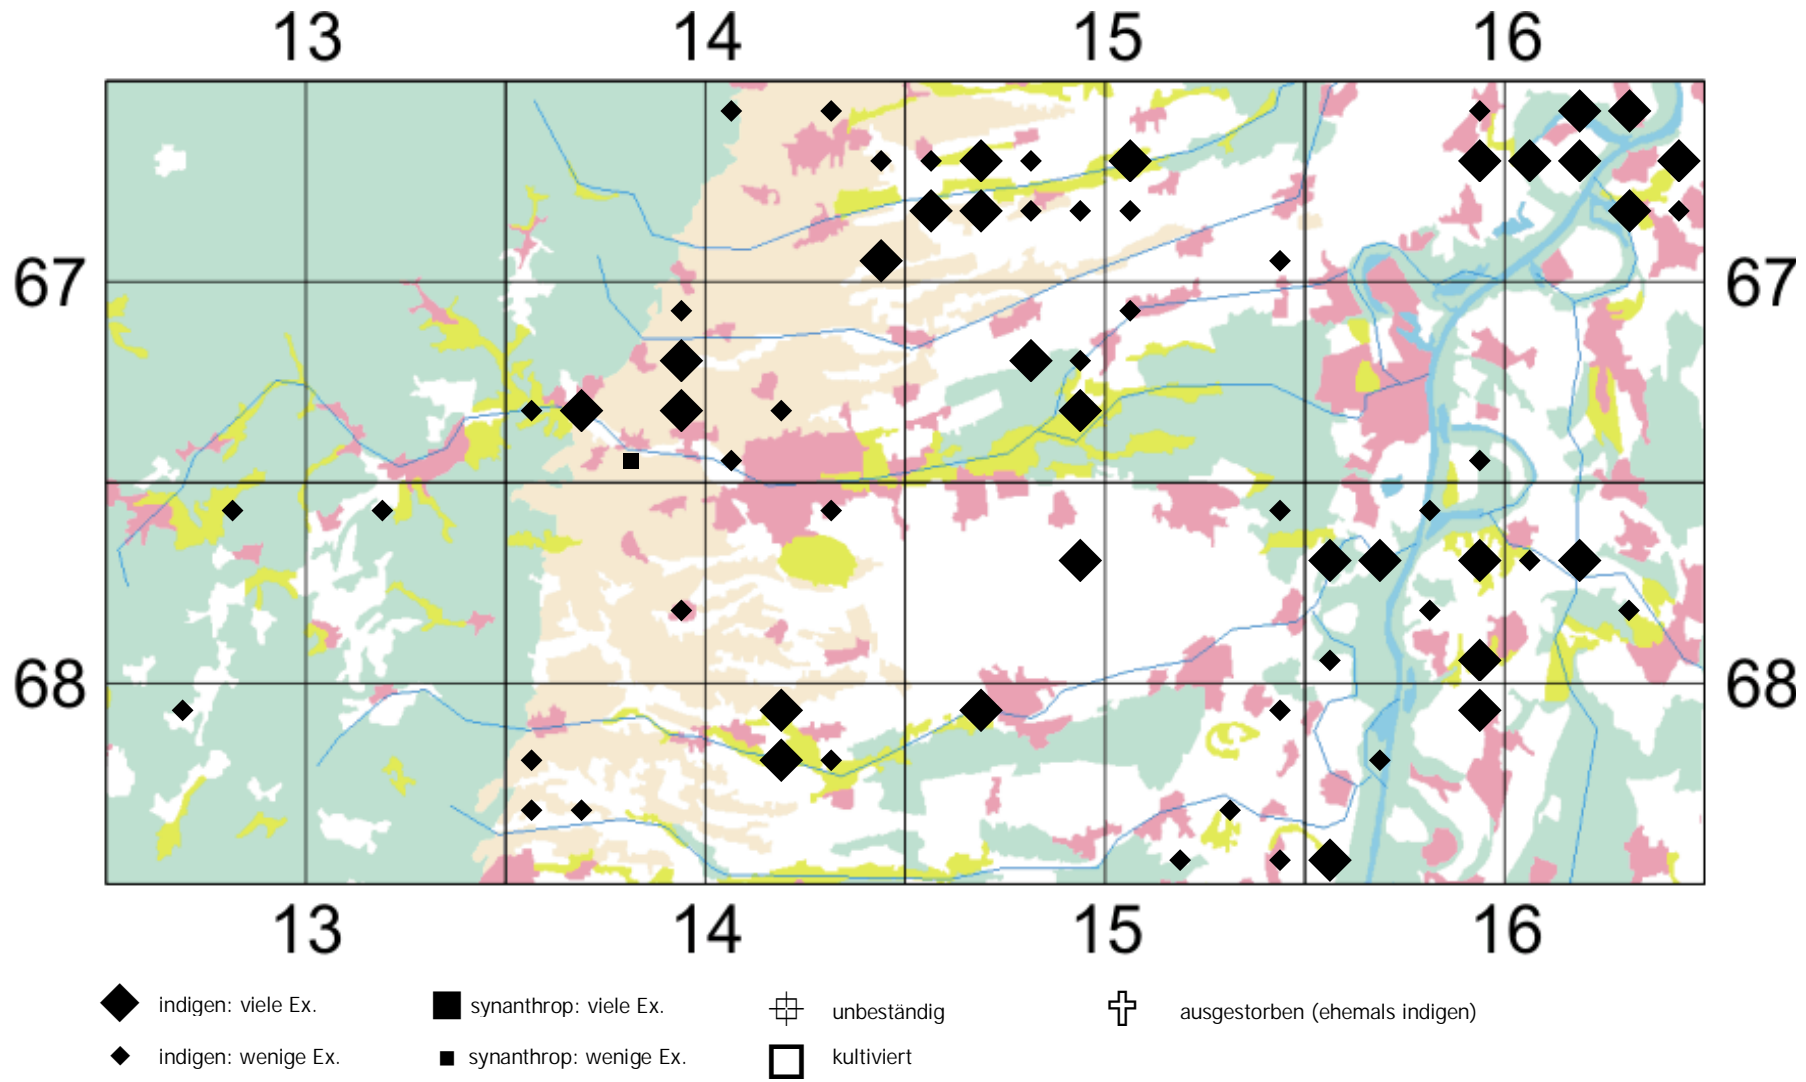 13 14 15 16
67 67
68 68
13 14 15 16
indigen: viele Ex. synanthrop: viele Ex. unbeständig ausgestorben (ehemals indigen)
indigen: wenige Ex. synanthrop: wenige Ex. kultiviert